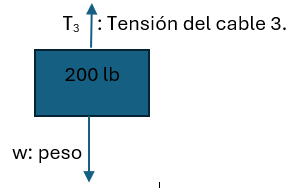 T₃ : Tensión del cable 3.
200 lb
w: peso